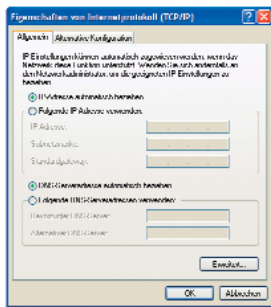 Eigenschaften von Internetprotokoll (TCP/IP)
Allgemein Alternative Konfiguration
IP-Einstellungen können automatisch zugewiesen werden, wenn das
Netzwerk diese Funktion unterstützt. Wenden Sie sich andernfalls an
den Netzwerkadministrator, um die geeigneten IP-Einstellungen zu
beziehen.
IP-Adresse automatisch beziehen
Folgende IP-Adresse verwenden:
IP-Adresse:
Subnetzmaske:
Standardgateway:
DNS-Serveradresse automatisch beziehen
Folgende DNS-Serveradressen verwenden:
Bevorzugter DNS-Server:
Alternativer DNS-Server:
Erweitert...
OK Abbrechen